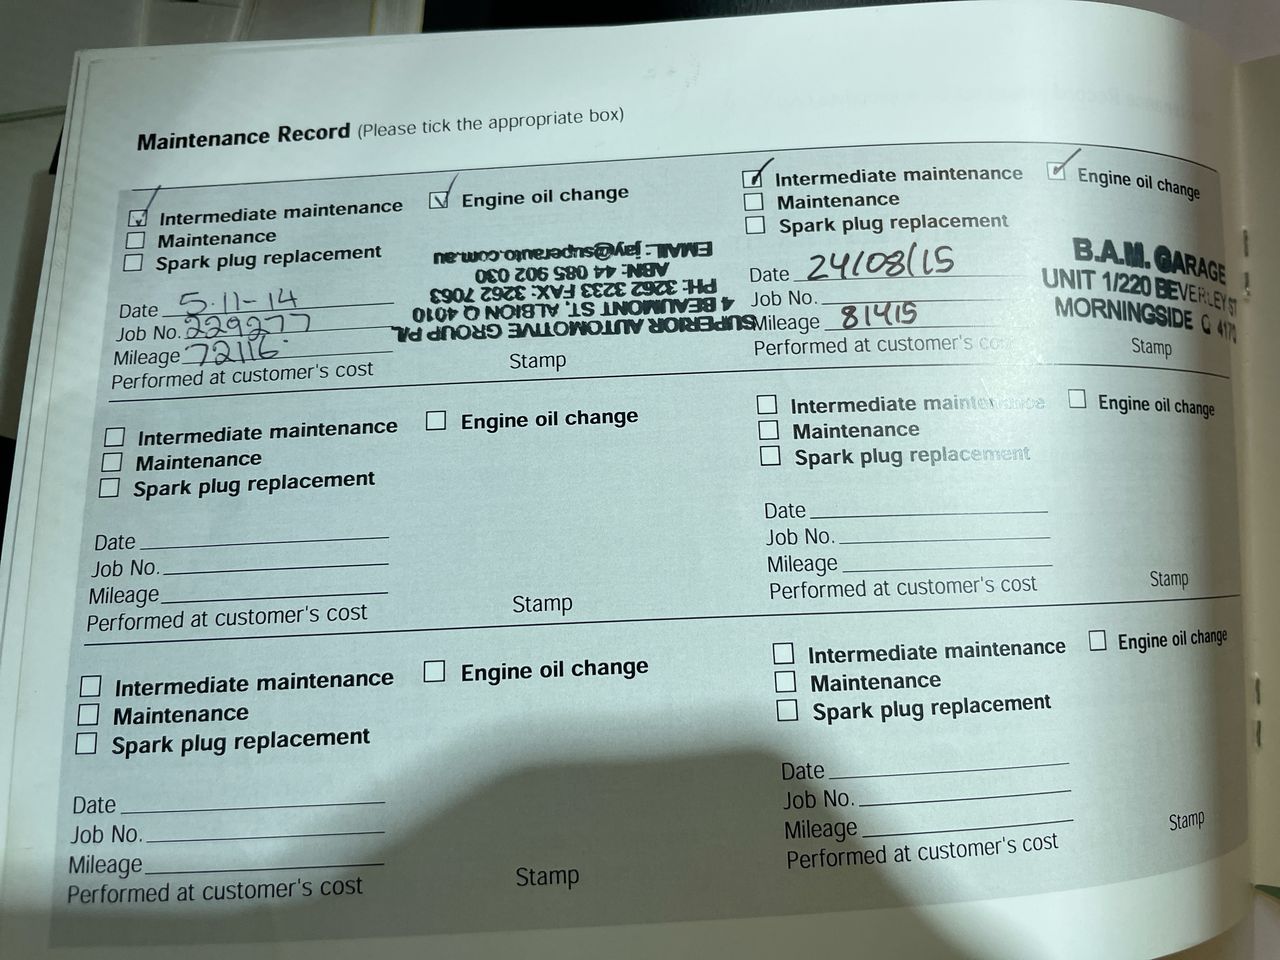 Maintenance Record (Please tick the appropriate box)
Intermediate maintenance
Engine oil change
Maintenance
Spark plug replacement
Date 5-11-14
Job No. 229277
Mileage 72116
Performed at customer's cost
SUPERIOR AUTOMOTIVE GROUP P/L
4 BEAUMONT ST. ALBION Q 4010
PH: 3262 3233 FAX: 3262 7063
ABN: 44 085 902 030
EMAIL: jay@superauto.com.au
Stamp
Intermediate maintenance
Engine oil change
Maintenance
Spark plug replacement
Date 24/08/15
Job No.
Mileage 81415
Performed at customer's co
B.A.M. GARAGE
UNIT 1/220 BEVERLEY ST
MORNINGSIDE Q 4170
Stamp
Intermediate maintenance
Engine oil change
Maintenance
Spark plug replacement
Date
Job No.
Mileage
Performed at customer's cost
Stamp
Intermediate maintenance
Engine oil change
Maintenance
Spark plug replacement
Date
Job No.
Mileage
Performed at customer's cost
Stamp
Intermediate maintenance
Engine oil change
Maintenance
Spark plug replacement
Date
Job No.
Mileage
Performed at customer's cost
Stamp
Intermediate maintenance
Engine oil change
Maintenance
Spark plug replacement
Date
Job No.
Mileage
Performed at customer's cost
Stamp